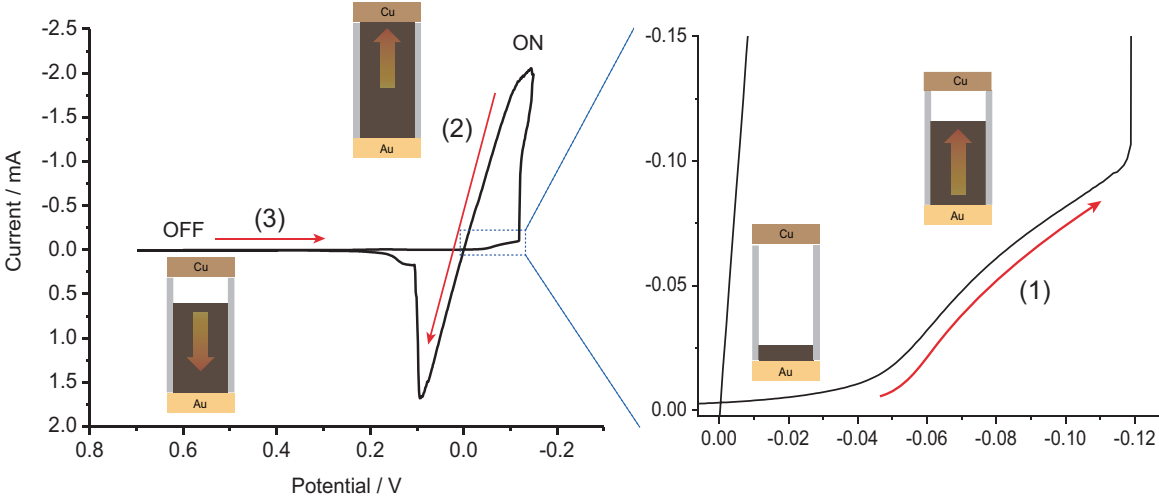 Cu
Au
ON
(2)
OFF
(3)
Cu
Au
-2.5
-2.0
-1.5
-1.0
-0.5
0.0
0.5
1.0
1.5
2.0
Current / mA
0.8
0.6
0.4
0.2
0.0
-0.2
Potential / V
-0.15
-0.10
-0.05
0.00
Cu
Au
Cu
Au
(1)
0.00
-0.02
-0.04
-0.06
-0.08
-0.10
-0.12